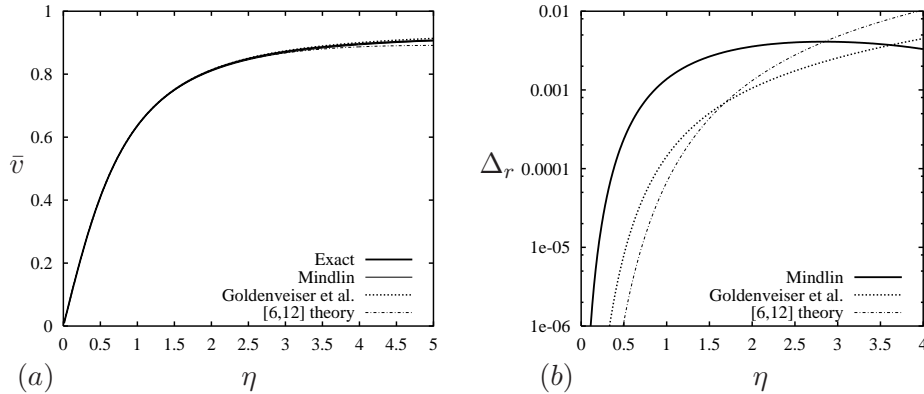 1
0.8
0.6
v̄
0.4
0.2
0
Exact
Mindlin
Goldenveiser et al.
[6,12] theory
0 0.5 1 1.5 2 2.5 3 3.5 4 4.5 5
(a) η
0.01
0.001
Δr 0.0001
1e-05
1e-06
Mindlin
Goldenveiser et al.
[6,12] theory
0 0.5 1 1.5 2 2.5 3 3.5 4
(b) η